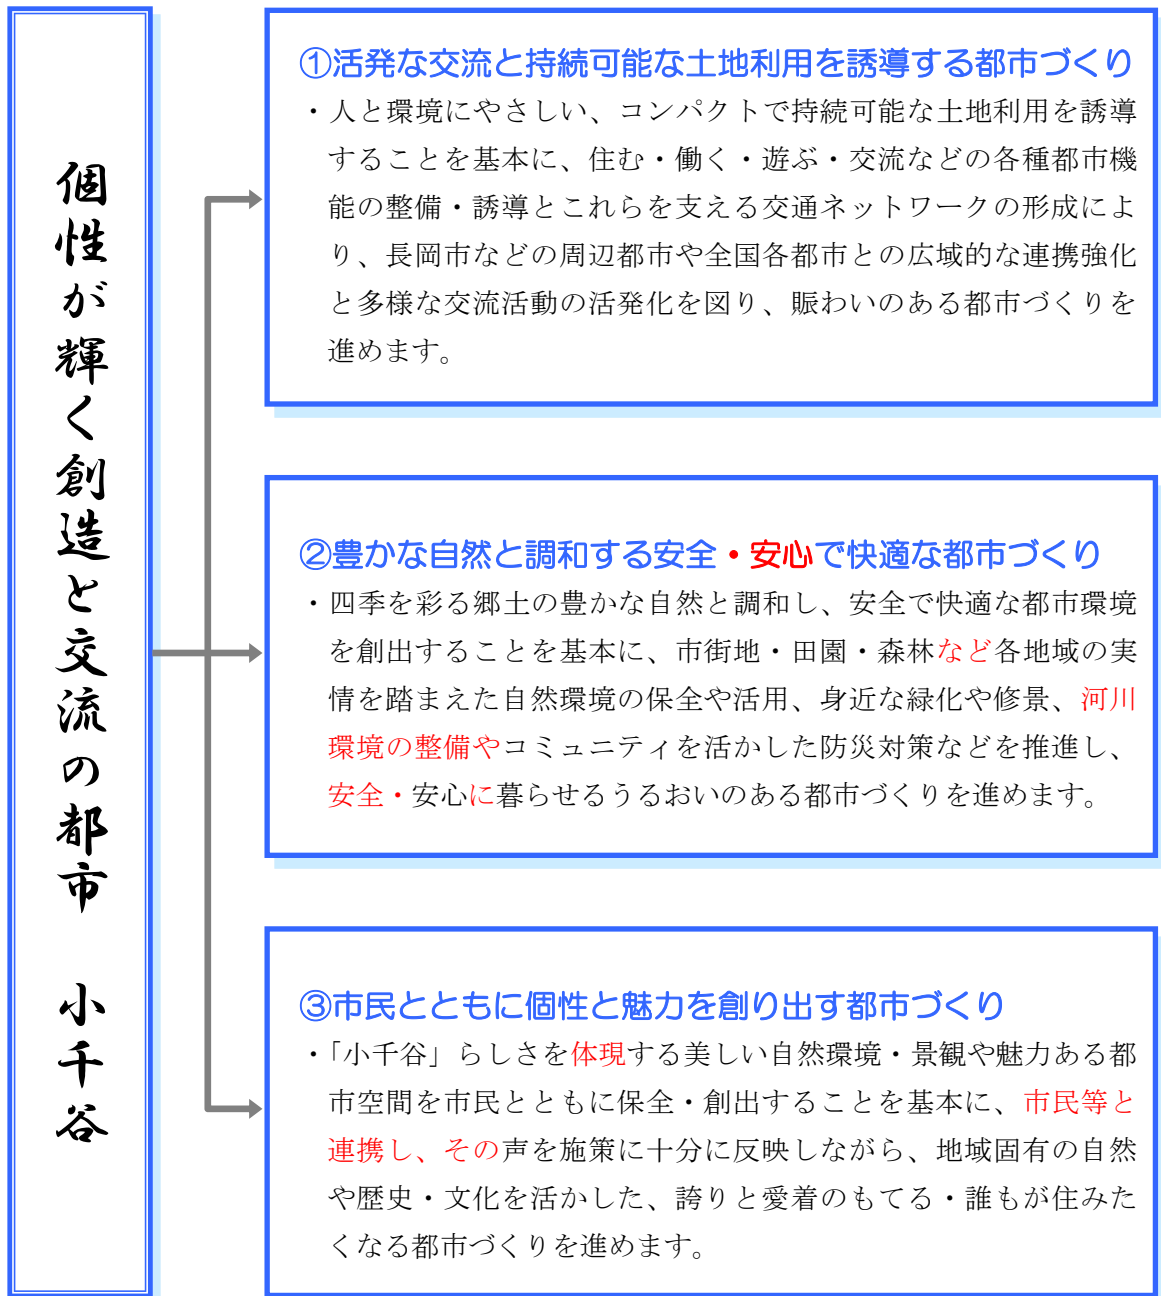 個性が輝く創造と交流の都市　小千谷
①活発な交流と持続可能な土地利用を誘導する都市づくり
・人と環境にやさしい、コンパクトで持続可能な土地利用を誘導
することを基本に、住む・働く・遊ぶ・交流などの各種都市機
能の整備・誘導とこれらを支える交通ネットワークの形成によ
り、長岡市などの周辺都市や全国各都市との広域的な連携強化
と多様な交流活動の活発化を図り、賑わいのある都市づくりを
進めます。
②豊かな自然と調和する安全・安心で快適な都市づくり
・四季を彩る郷土の豊かな自然と調和し、安全で快適な都市環境
を創出することを基本に、市街地・田園・森林など各地域の実
情を踏まえた自然環境の保全や活用、身近な緑化や修景、河川
環境の整備やコミュニティを活かした防災対策などを推進し、
安全・安心に暮らせるうるおいのある都市づくりを進めます。
③市民とともに個性と魅力を創り出す都市づくり
・「小千谷」らしさを体現する美しい自然環境・景観や魅力ある都
市空間を市民とともに保全・創出することを基本に、市民等と
連携し、その声を施策に十分に反映しながら、地域固有の自然
や歴史・文化を活かした、誇りと愛着のもてる・誰もが住みた
くなる都市づくりを進めます。